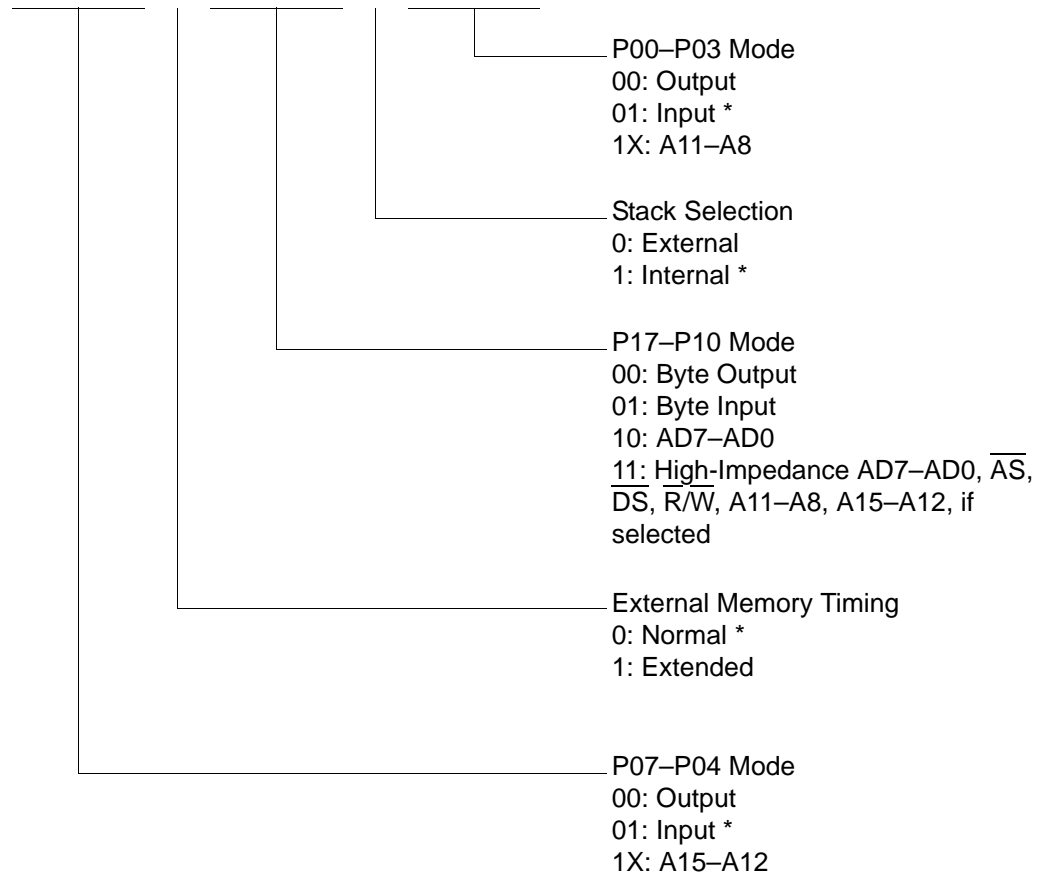 P00–P03 Mode
00: Output
01: Input *
1X: A11–A8
Stack Selection
0: External
1: Internal *
P17–P10 Mode
00: Byte Output
01: Byte Input
10: AD7–AD0
11: High-Impedance AD7–AD0, A̅S̅,
D̅S̅, R̅/W̅, A11–A8, A15–A12, if
selected
External Memory Timing
0: Normal *
1: Extended
P07–P04 Mode
00: Output
01: Input *
1X: A15–A12